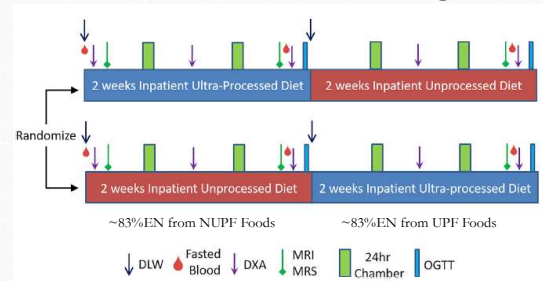 2 weeks Inpatient Ultra-Processed Diet
2 weeks Inpatient Unprocessed Diet
Randomize
2 weeks Inpatient Unprocessed Diet
2 weeks Inpatient Ultra-processed Diet
~83%EN from NUPF Foods
~83%EN from UPF Foods
DLW
Fasted
Blood
DXA
MRI
MRS
24hr
Chamber
OGTT